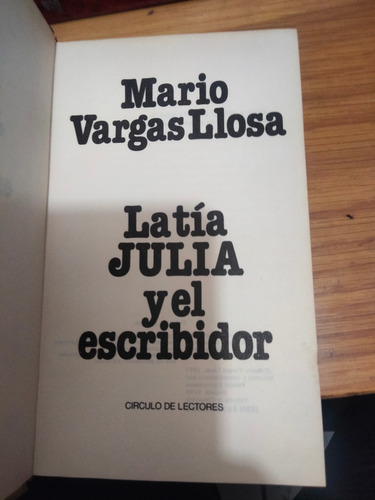 Mario
Vargas Llosa
La tía
JULIA
y el
escribidor
CIRCULO DE LECTORES